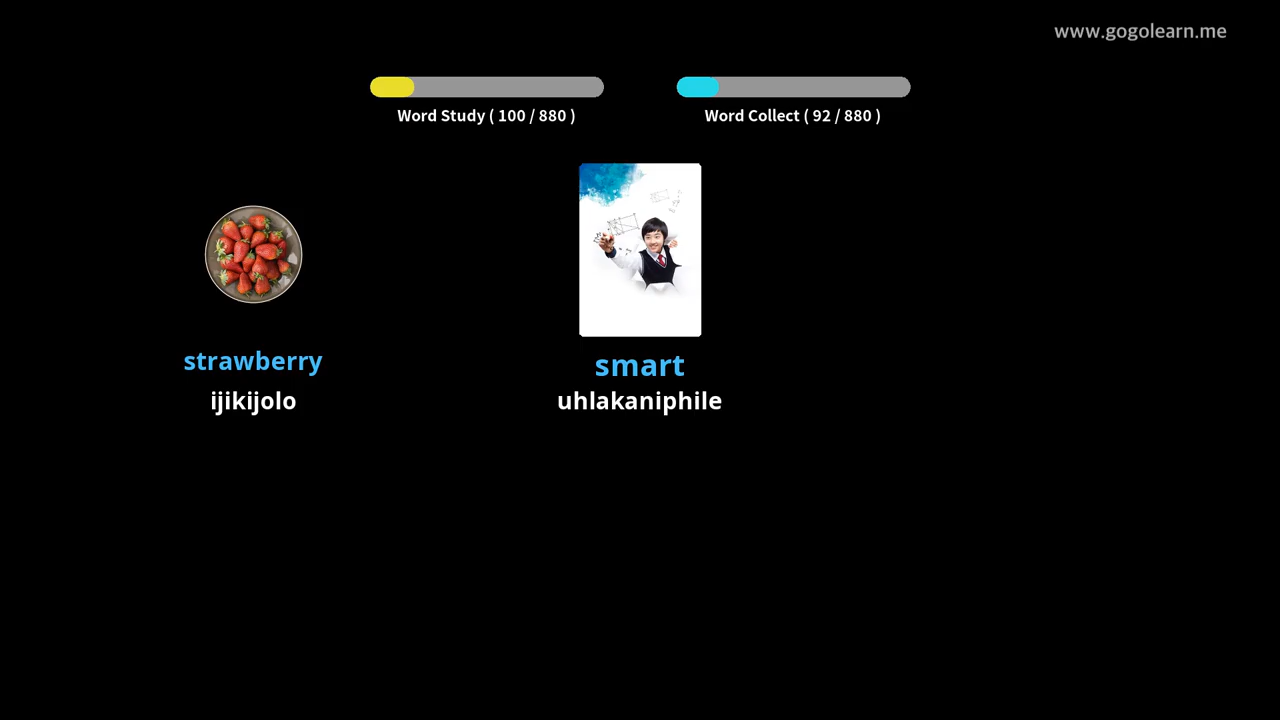 www.gogolearn.me
Word Study ( 100 / 880 )
Word Collect ( 92 / 880 )
strawberry
ijikijolo
smart
uhlakaniphile